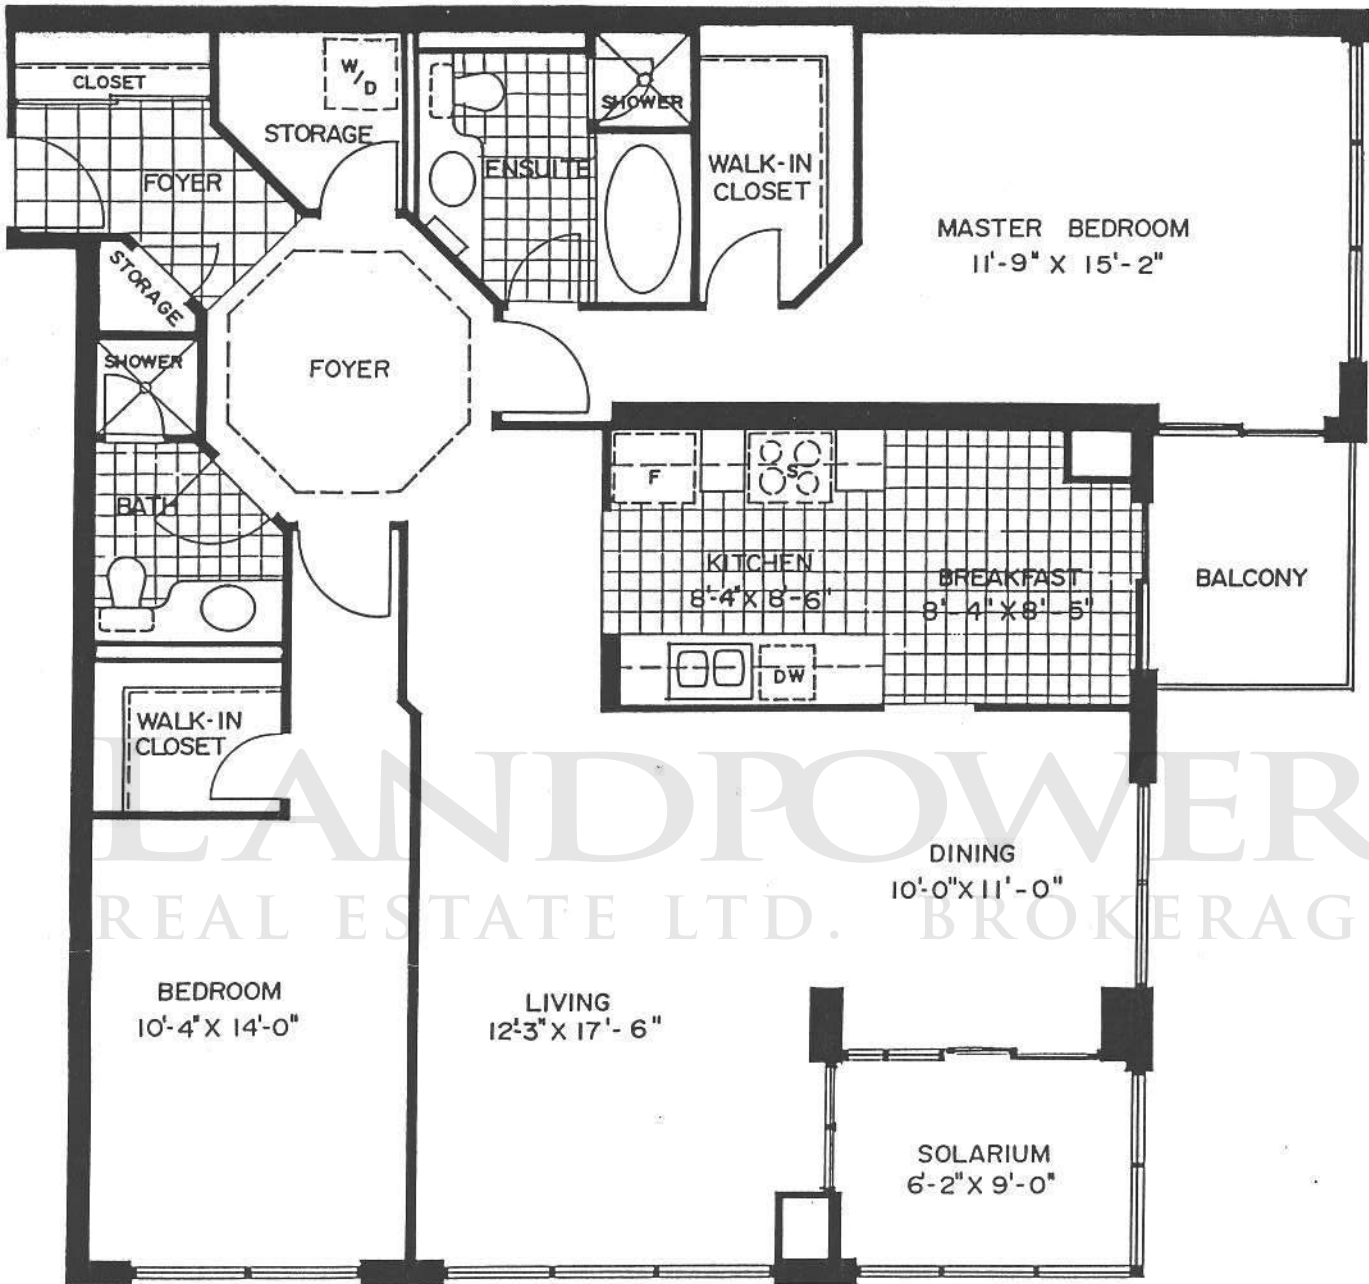 CLOSET
W/D
STORAGE
SHOWER
ENSUITE
FOYER
WALK-IN
CLOSET
MASTER BEDROOM
11'-9" X 15'-2"
STORAGE
SHOWER
FOYER
BATH
F
S
KITCHEN
8'-4" X 8'-6"
BREAKFAST
8'-4" X 8'-5"
BALCONY
DW
WALK-IN
CLOSET
LANDPOWER
REAL ESTATE LTD. BROKERAG
DINING
10'-0" X 11'-0"
BEDROOM
10'-4" X 14'-0"
LIVING
12'-3" X 17'-6"
SOLARIUM
6'-2" X 9'-0"